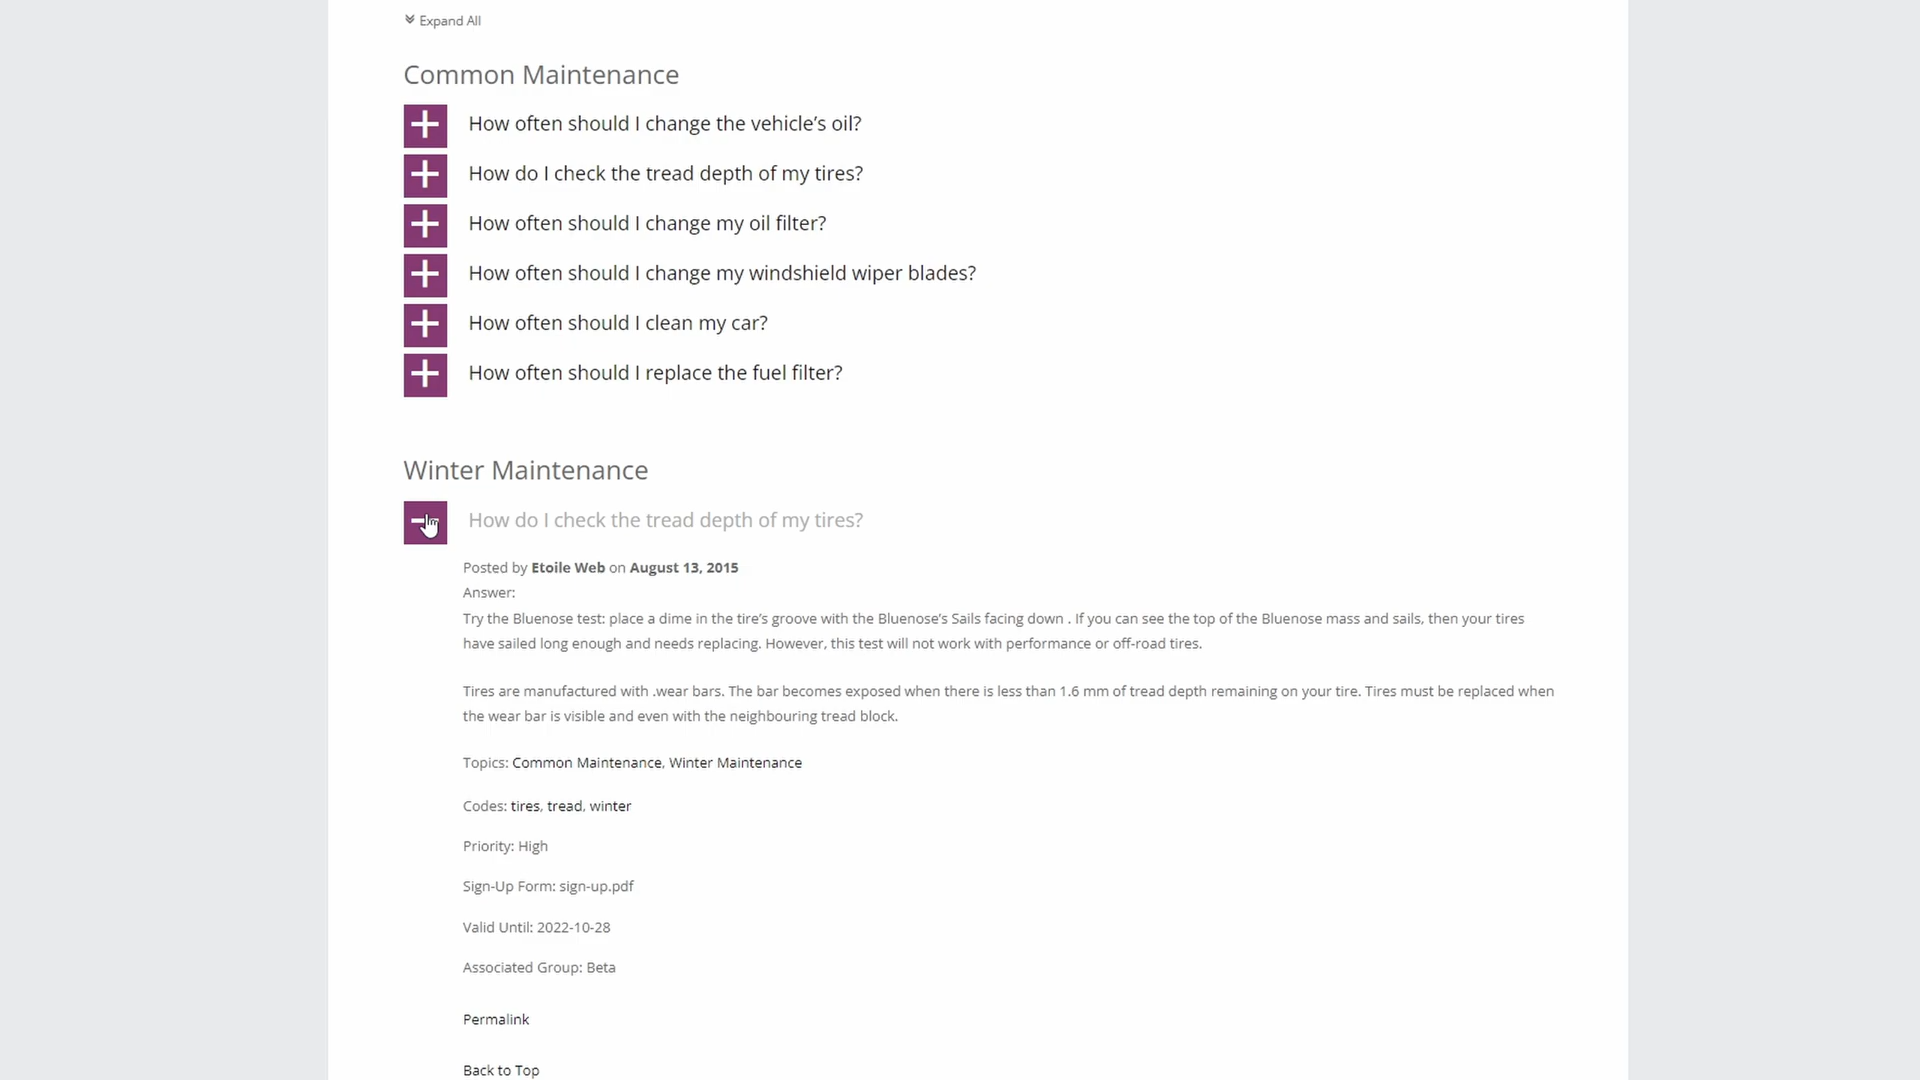 Expand All
Common Maintenance
How often should I change the vehicle’s oil?
How do I check the tread depth of my tires?
How often should I change my oil filter?
How often should I change my windshield wiper blades?
How often should I clean my car?
How often should I replace the fuel filter?
Winter Maintenance
How do I check the tread depth of my tires?
Posted by Etoile Web on August 13, 2015
Answer:
Try the Bluenose test: place a dime in the tire’s groove with the Bluenose’s Sails facing down . If you can see the top of the Bluenose mass and sails, then your tires
have sailed long enough and needs replacing. However, this test will not work with performance or off-road tires.
Tires are manufactured with .wear bars. The bar becomes exposed when there is less than 1.6 mm of tread depth remaining on your tire. Tires must be replaced when
the wear bar is visible and even with the neighbouring tread block.
Topics: Common Maintenance, Winter Maintenance
Codes: tires, tread, winter
Priority: High
Sign-Up Form: sign-up.pdf
Valid Until: 2022-10-28
Associated Group: Beta
Permalink
Back to Top